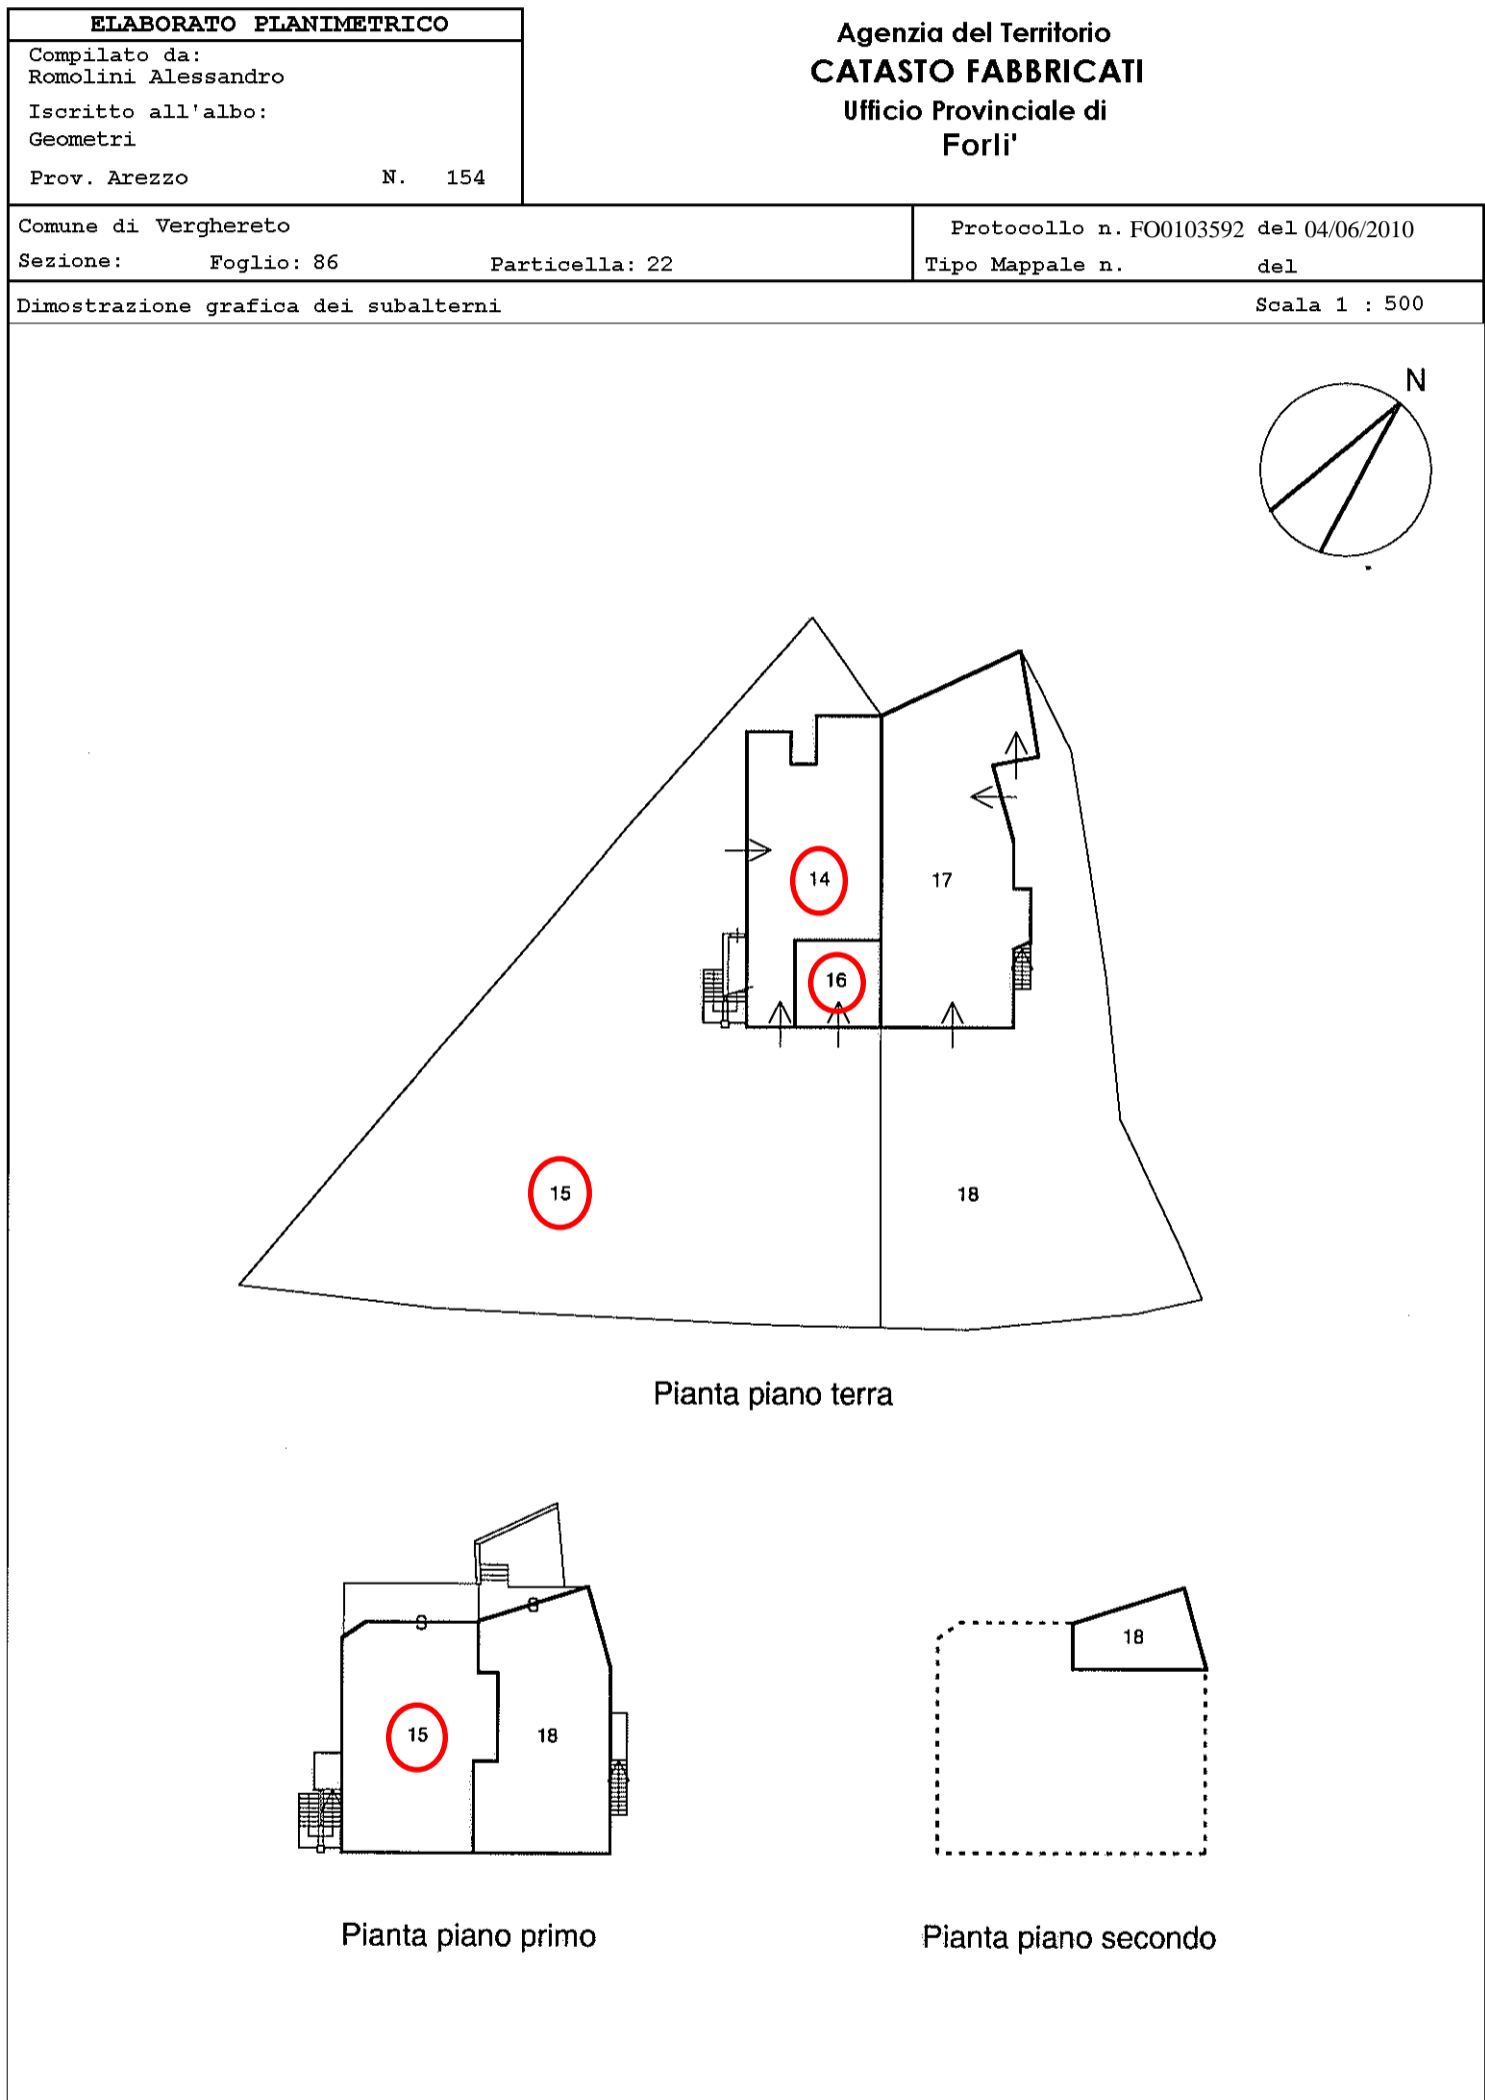 ELABORATO PLANIMETRICO
Compilato da:
Romolini Alessandro
Iscritto all'albo:
Geometri
Prov. Arezzo N. 154
Agenzia del Territorio
CATASTO FABBRICATI
Ufficio Provinciale di
Forli'
Comune di Verghereto
Sezione: Foglio: 86 Particella: 22
Protocollo n. FO0103592 del 04/06/2010
Tipo Mappale n. del
Dimostrazione grafica dei subalterni Scala 1 : 500
N
14
17
16
15
18
Pianta piano terra
S
S
15
18
18
Pianta piano primo
Pianta piano secondo